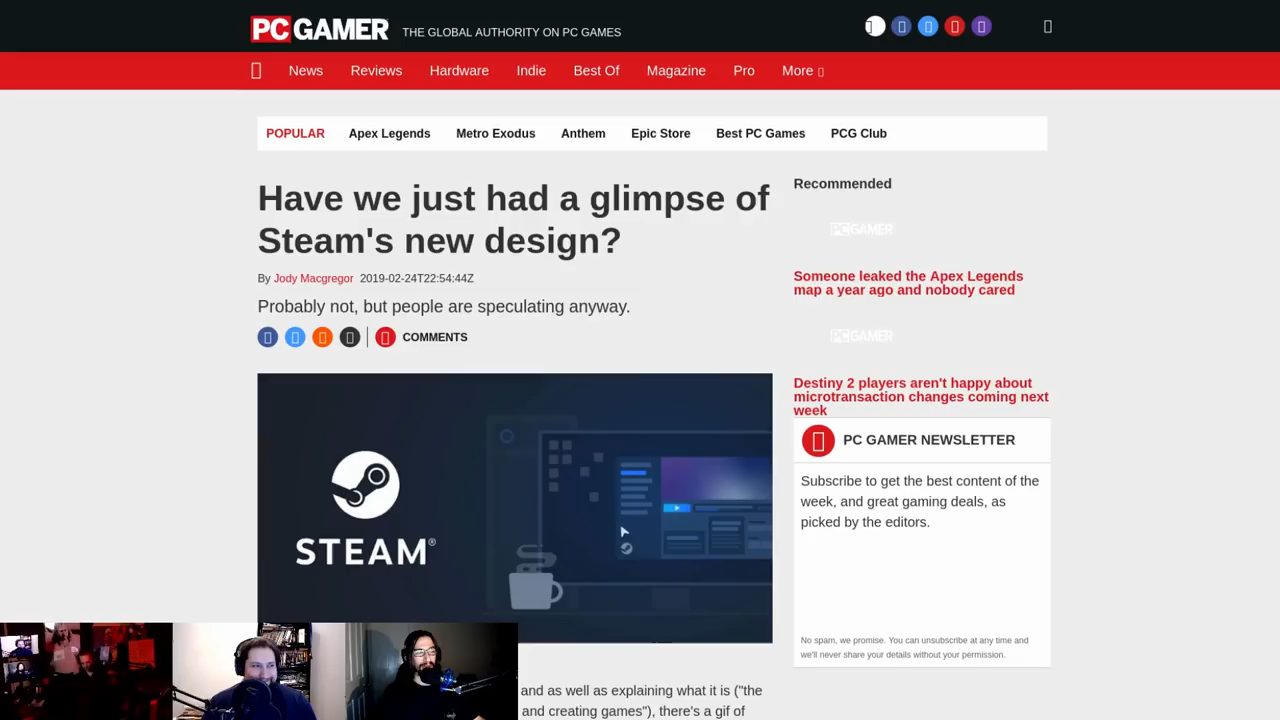 PC GAMER THE GLOBAL AUTHORITY ON PC GAMES
News Reviews Hardware Indie Best Of Magazine Pro More
POPULAR Apex Legends Metro Exodus Anthem Epic Store Best PC Games PCG Club
Have we just had a glimpse of
Steam's new design?
By Jody Macgregor 2019-02-24T22:54:44Z
Probably not, but people are speculating anyway.
COMMENTS
STEAM®
and as well as explaining what it is ("the
and creating games"), there's a gif of
Recommended
PC GAMER
Someone leaked the Apex Legends
map a year ago and nobody cared
PC GAMER
Destiny 2 players aren't happy about
microtransaction changes coming next
week
PC GAMER NEWSLETTER
Subscribe to get the best content of the
week, and great gaming deals, as
picked by the editors.
No spam, we promise. You can unsubscribe at any time and
we'll never share your details without your permission.